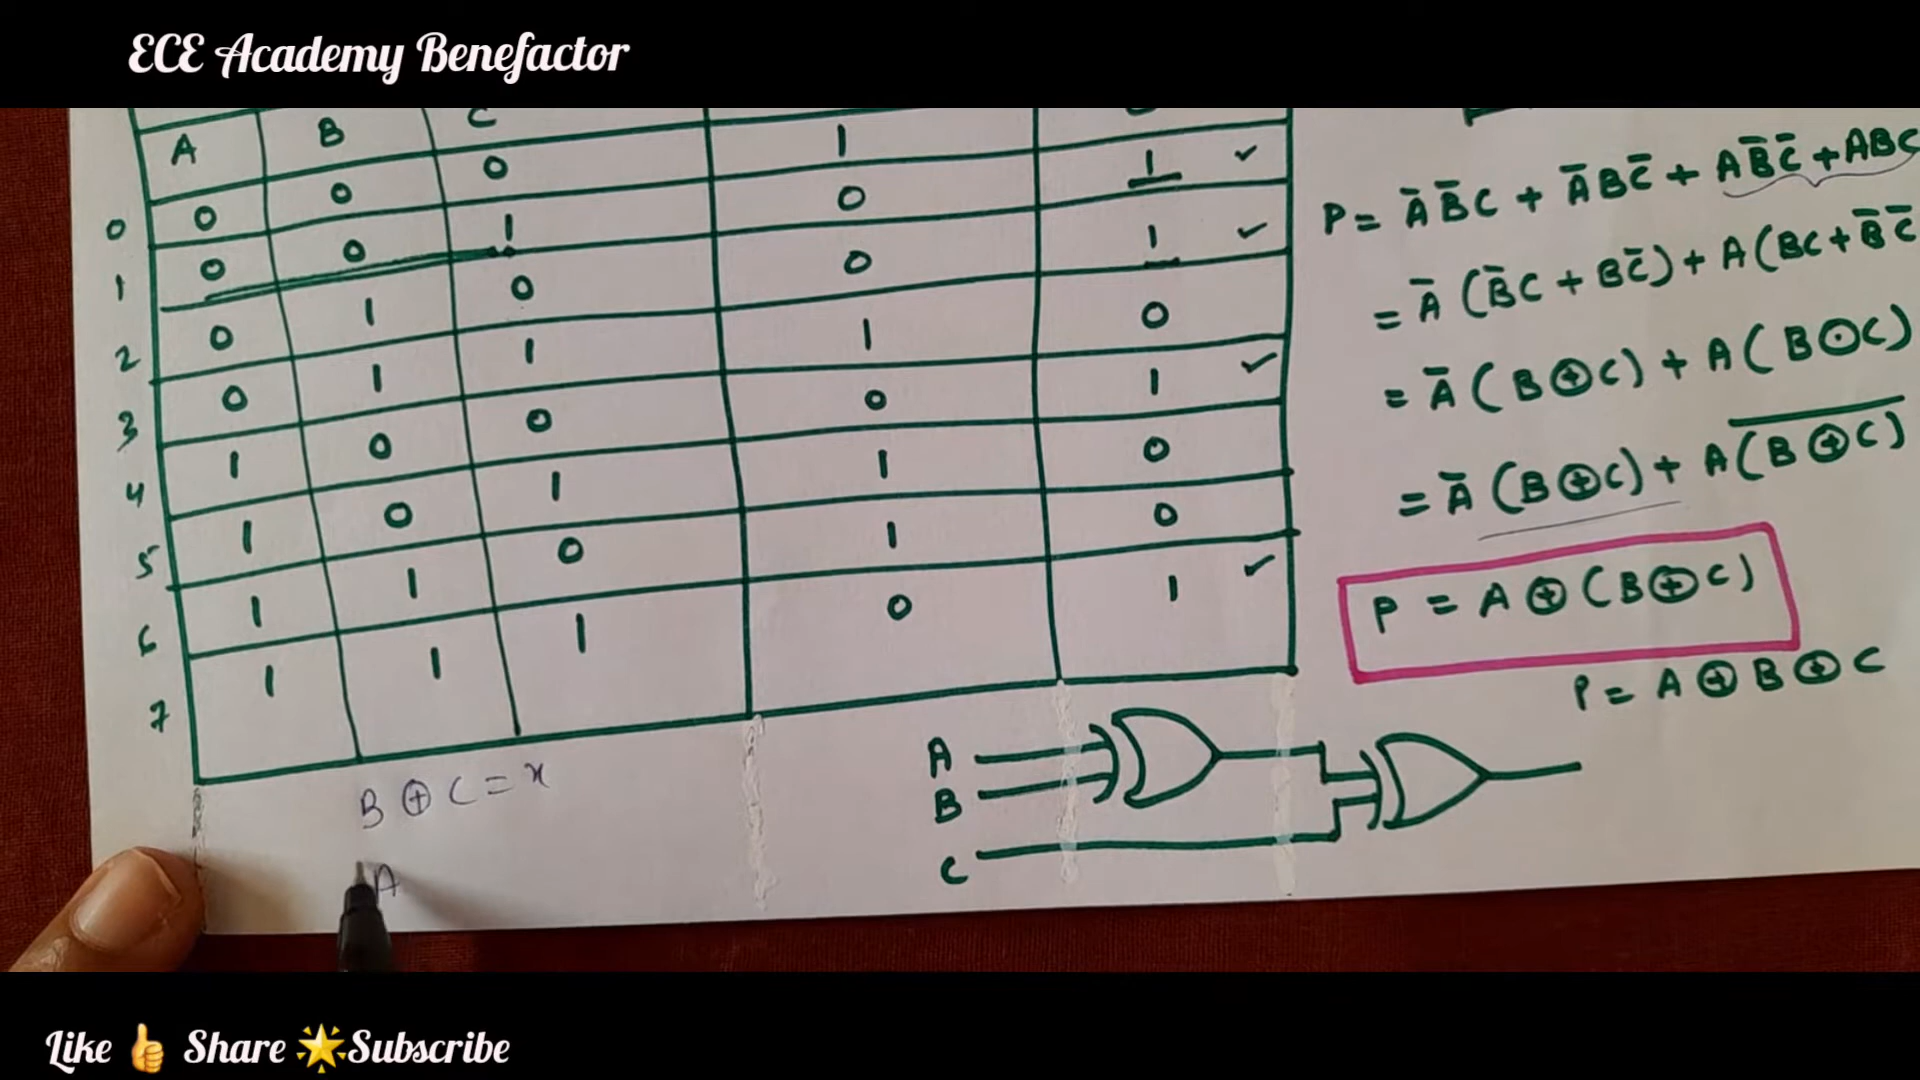 ECE Academy Benefactor
A B C
0 0 0 0 1
1 0 0 1 0 1 ✓
2 0 1 0 0 1 ✓
3 0 1 1 1 0
4 1 0 0 0 1 ✓
5 1 0 1 1 0
6 1 1 0 1 0
7 1 1 1 0 1 ✓
P = A̅ B̅ C + A̅ B C̅ + A B̅ C̅ + ABC
= A̅ (B̅C + BC̅) + A (BC + B̅ C̅
= A̅ (B ⊕ C) + A (B ⊙ C)
= A̅ (B ⊕ C) + A (B̅ ⊕̅ C̅)
P = A ⊕ (B ⊕ C)
P = A ⊕ B ⊕ C
B ⊕ C = x
A
A
B
C
Like 👍 Share 🌟Subscribe